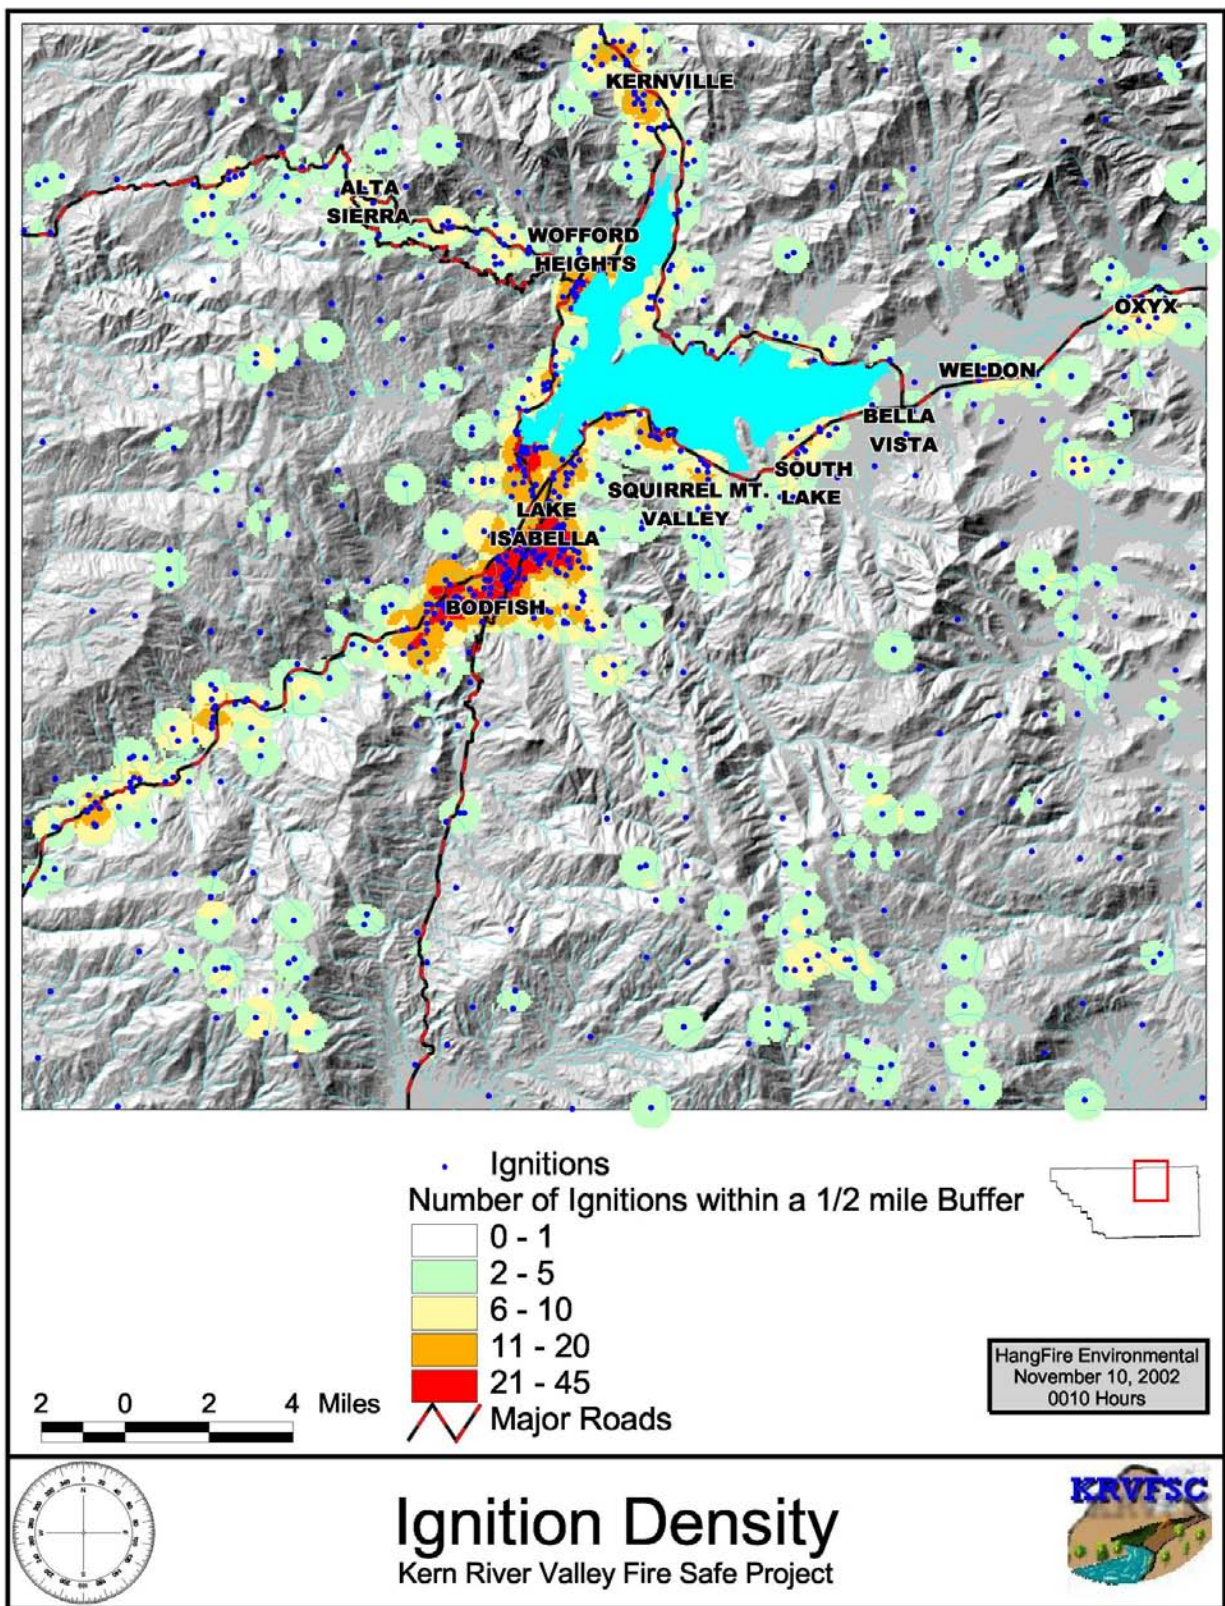 KERNVILLE
ALTA
SIERRA
WOFFORD
HEIGHTS
OXYX
WELDON
BELLA
VISTA
SOUTH
LAKE
SQUIRREL MT.
VALLEY
LAKE
ISABELLA
BODFISH
Ignitions
Number of Ignitions within a 1/2 mile Buffer
0 - 1
2 - 5
6 - 10
11 - 20
21 - 45
Major Roads
2 0 2 4 Miles
HangFire Environmental
November 10, 2002
0010 Hours
KRVFSC
Ignition Density
Kern River Valley Fire Safe Project